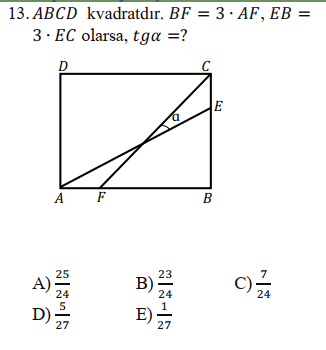 13. ABCD kvadratdır. BF = 3 · AF, EB =
3 · EC olarsa, tgα =?
D C
E
α
A F B
A) 25/24 B) 23/24 C) 7/24
D) 5/27 E) 1/27